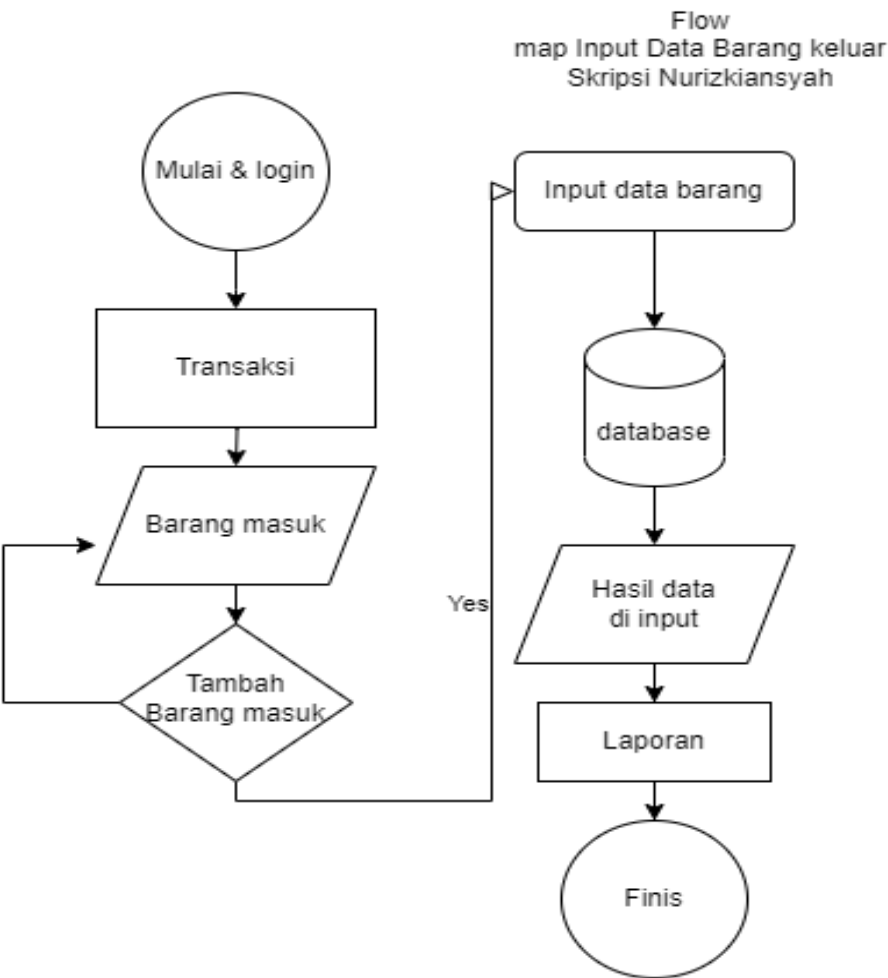 Flow
map Input Data Barang keluar
Skripsi Nurizkiansyah
Mulai & login
Transaksi
Barang masuk
Tambah
Barang masuk
Yes
Input data barang
database
Hasil data
di input
Laporan
Finis